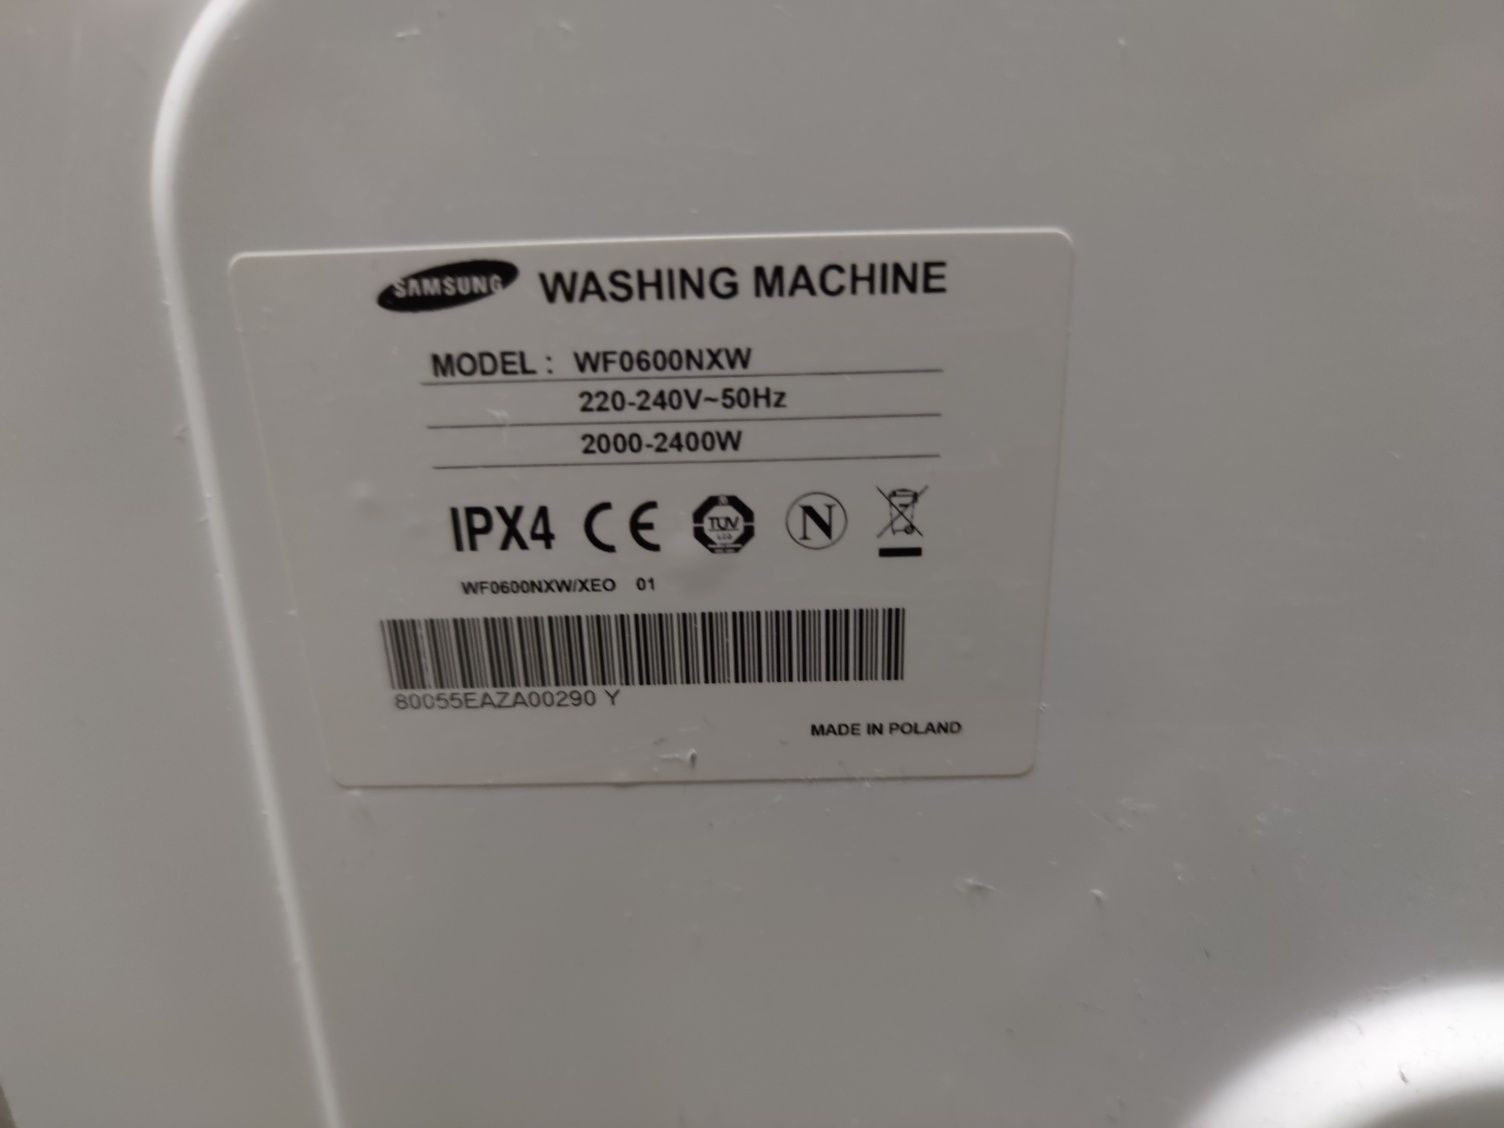 SAMSUNG WASHING MACHINE
MODEL : WF0600NXW
220-240V~50Hz
2000-2400W
IPX4 CE TUV N
WF0600NXW/XEO 01
80055EAZA00290 Y
MADE IN POLAND